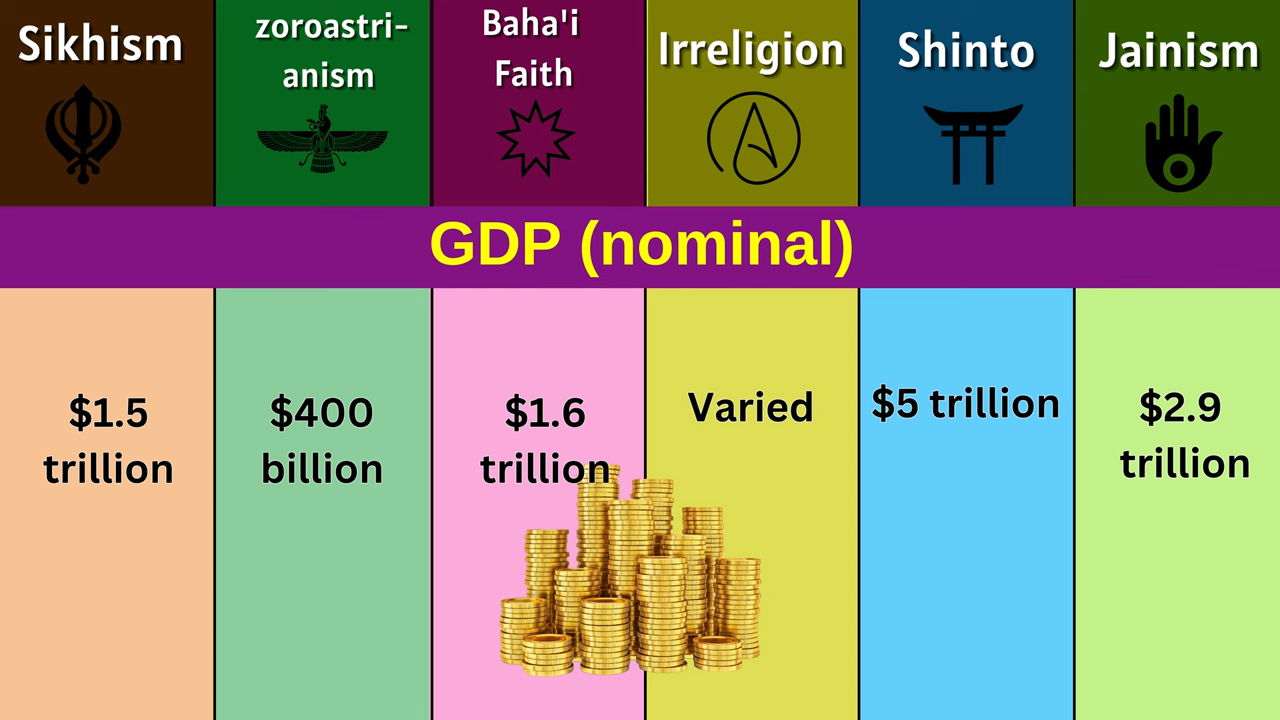 Sikhism
zoroastri-
anism
Baha'i
Faith
Irreligion
Shinto
Jainism
GDP (nominal)
$1.5
trillion
$400
billion
$1.6
trillion
Varied
$5 trillion
$2.9
trillion